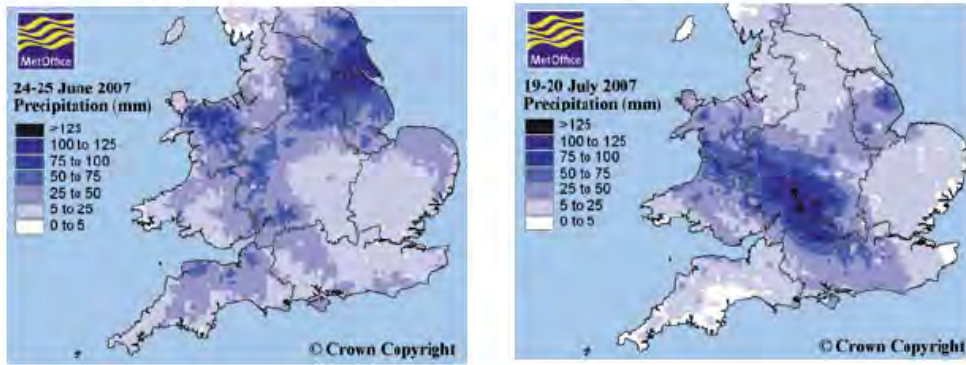 MetOffice
24-25 June 2007
Precipitation (mm)
>125
100 to 125
75 to 100
50 to 75
25 to 50
5 to 25
0 to 5
© Crown Copyright
MetOffice
19-20 July 2007
Precipitation (mm)
>125
100 to 125
75 to 100
50 to 75
25 to 50
5 to 25
0 to 5
© Crown Copyright